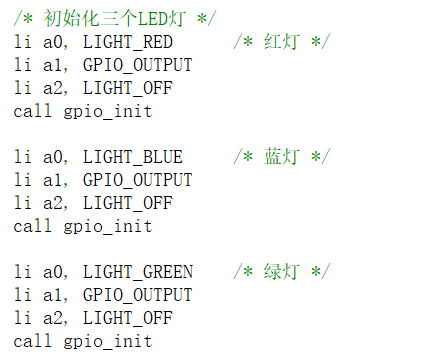 /* 初始化三个LED灯 */
li a0, LIGHT_RED /* 红灯 */
li a1, GPIO_OUTPUT
li a2, LIGHT_OFF
call gpio_init
li a0, LIGHT_BLUE /* 蓝灯 */
li a1, GPIO_OUTPUT
li a2, LIGHT_OFF
call gpio_init
li a0, LIGHT_GREEN /* 绿灯 */
li a1, GPIO_OUTPUT
li a2, LIGHT_OFF
call gpio_init